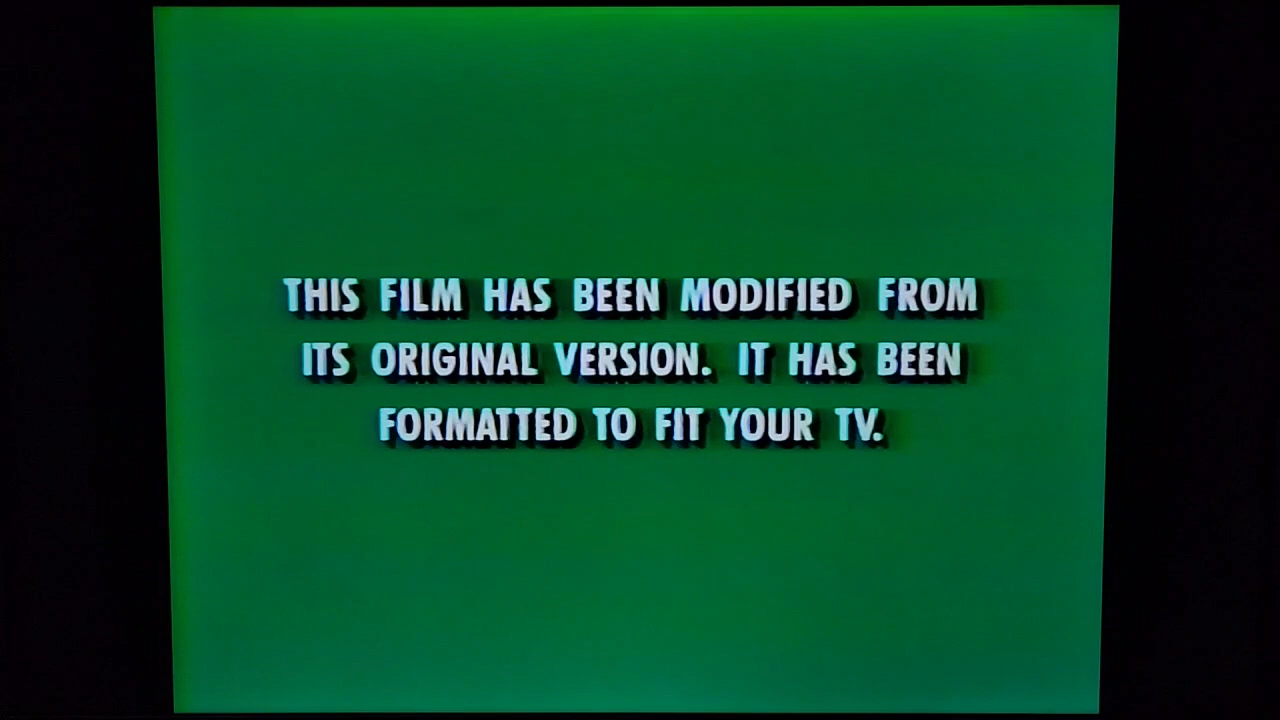 THIS FILM HAS BEEN MODIFIED FROM
ITS ORIGINAL VERSION. IT HAS BEEN
FORMATTED TO FIT YOUR TV.